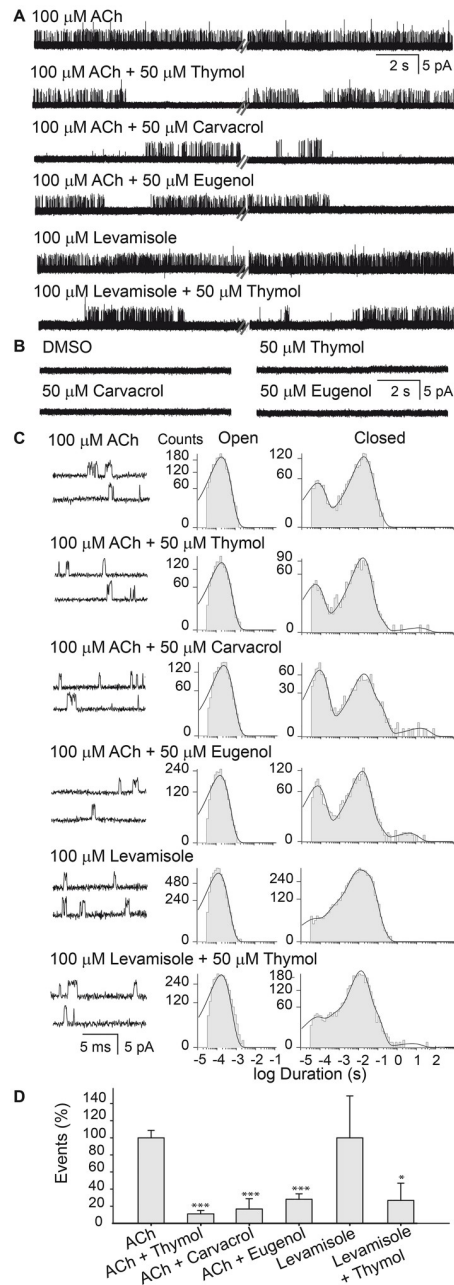 A
100 μM ACh
2 s 5 pA
100 μM ACh + 50 μM Thymol
100 μM ACh + 50 μM Carvacrol
100 μM ACh + 50 μM Eugenol
100 μM Levamisole
100 μM Levamisole + 50 μM Thymol
B
DMSO 50 μM Thymol
50 μM Carvacrol 50 μM Eugenol 2 s 5 pA
C
100 μM ACh Counts Open Closed
180 120
120 60
60
0 0
100 μM ACh + 50 μM Thymol
120 90
60 60
30
0 0
100 μM ACh + 50 μM Carvacrol
120 60
60 30
0 0
100 μM ACh + 50 μM Eugenol
240 120
120 60
0 0
100 μM Levamisole
480 240
240 120
0 0
100 μM Levamisole + 50 μM Thymol
240 180
120 120
60
0 0
5 ms 5 pA
-5 -4 -3 -2 -1 -5 -4 -3 -2 -1 0 1 2
log Duration (s)
D
Events (%)
140
120
100
80
60
40
20
0
*** *** *** *
ACh
ACh + Thymol
ACh + Carvacrol
ACh + Eugenol
Levamisole
Levamisole
+ Thymol